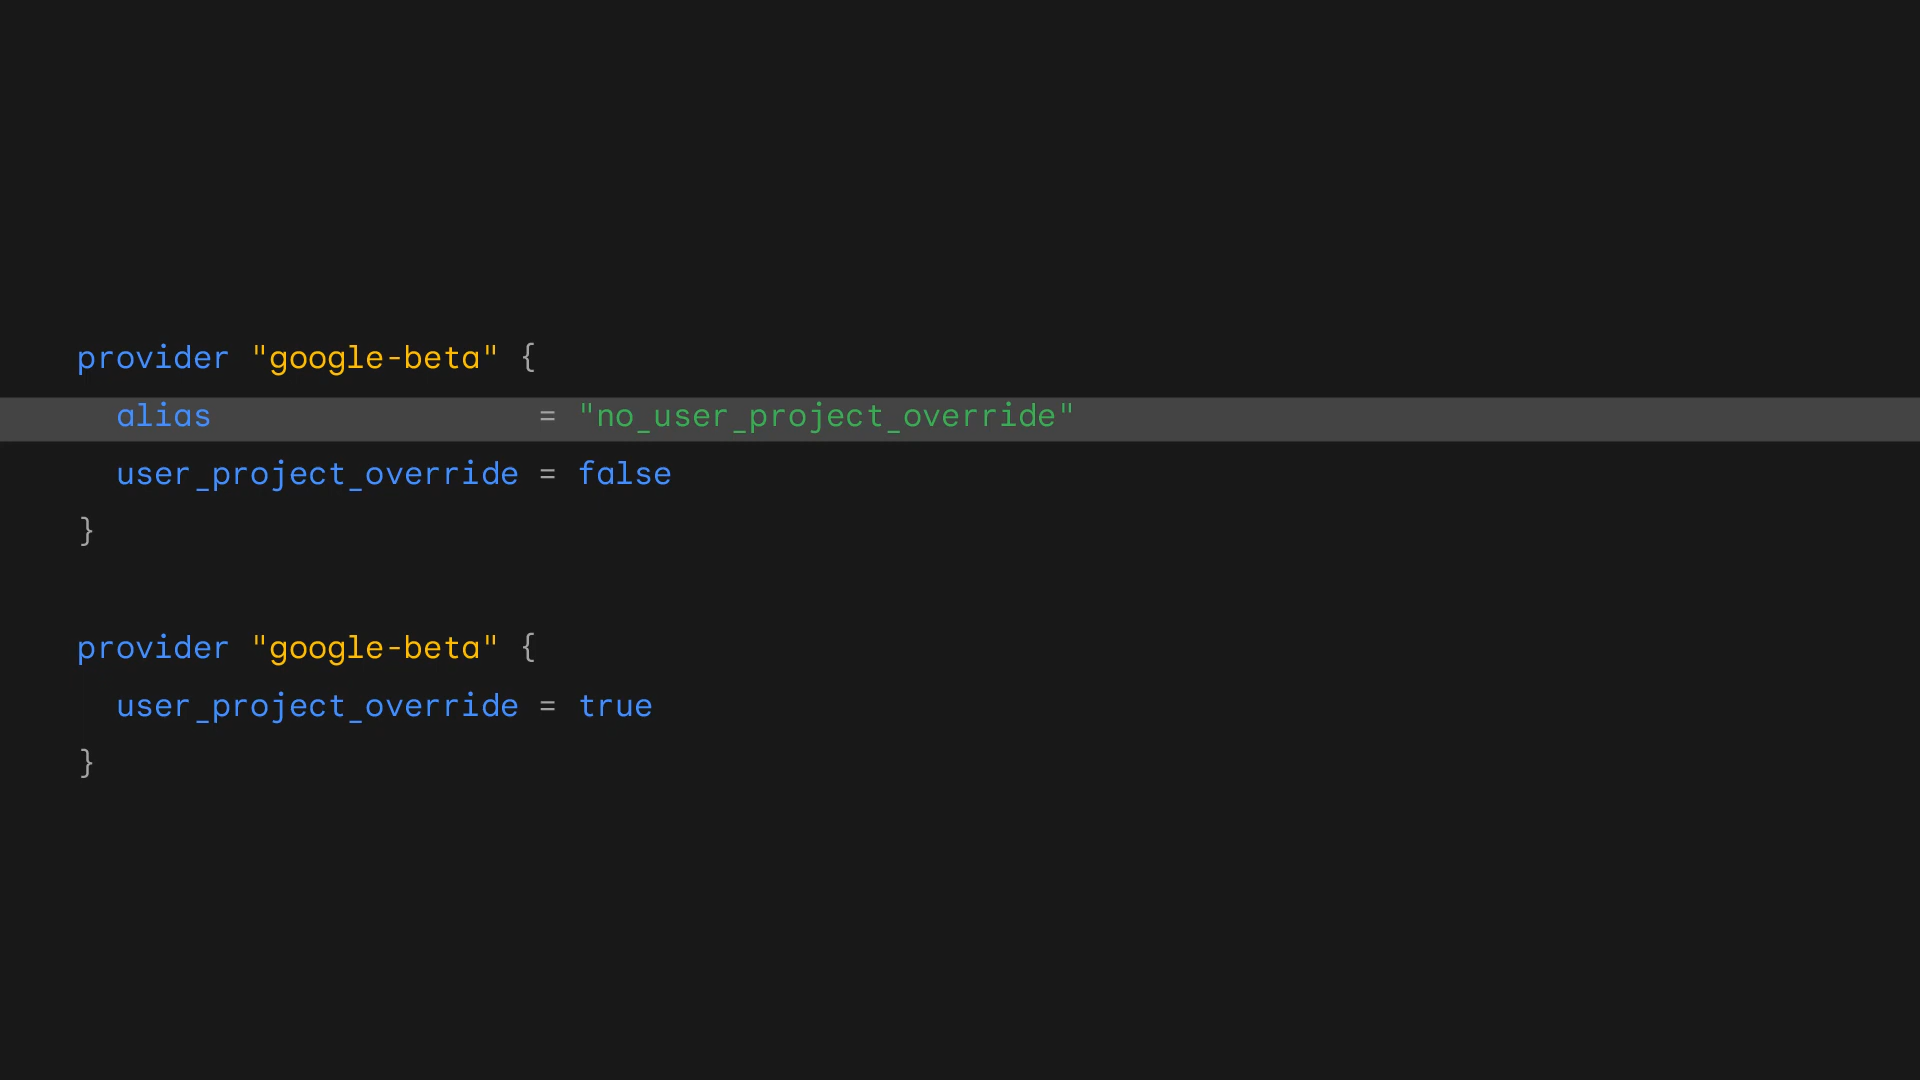 provider "google-beta" {
  alias                 = "no_user_project_override"
  user_project_override = false
}

provider "google-beta" {
  user_project_override = true
}